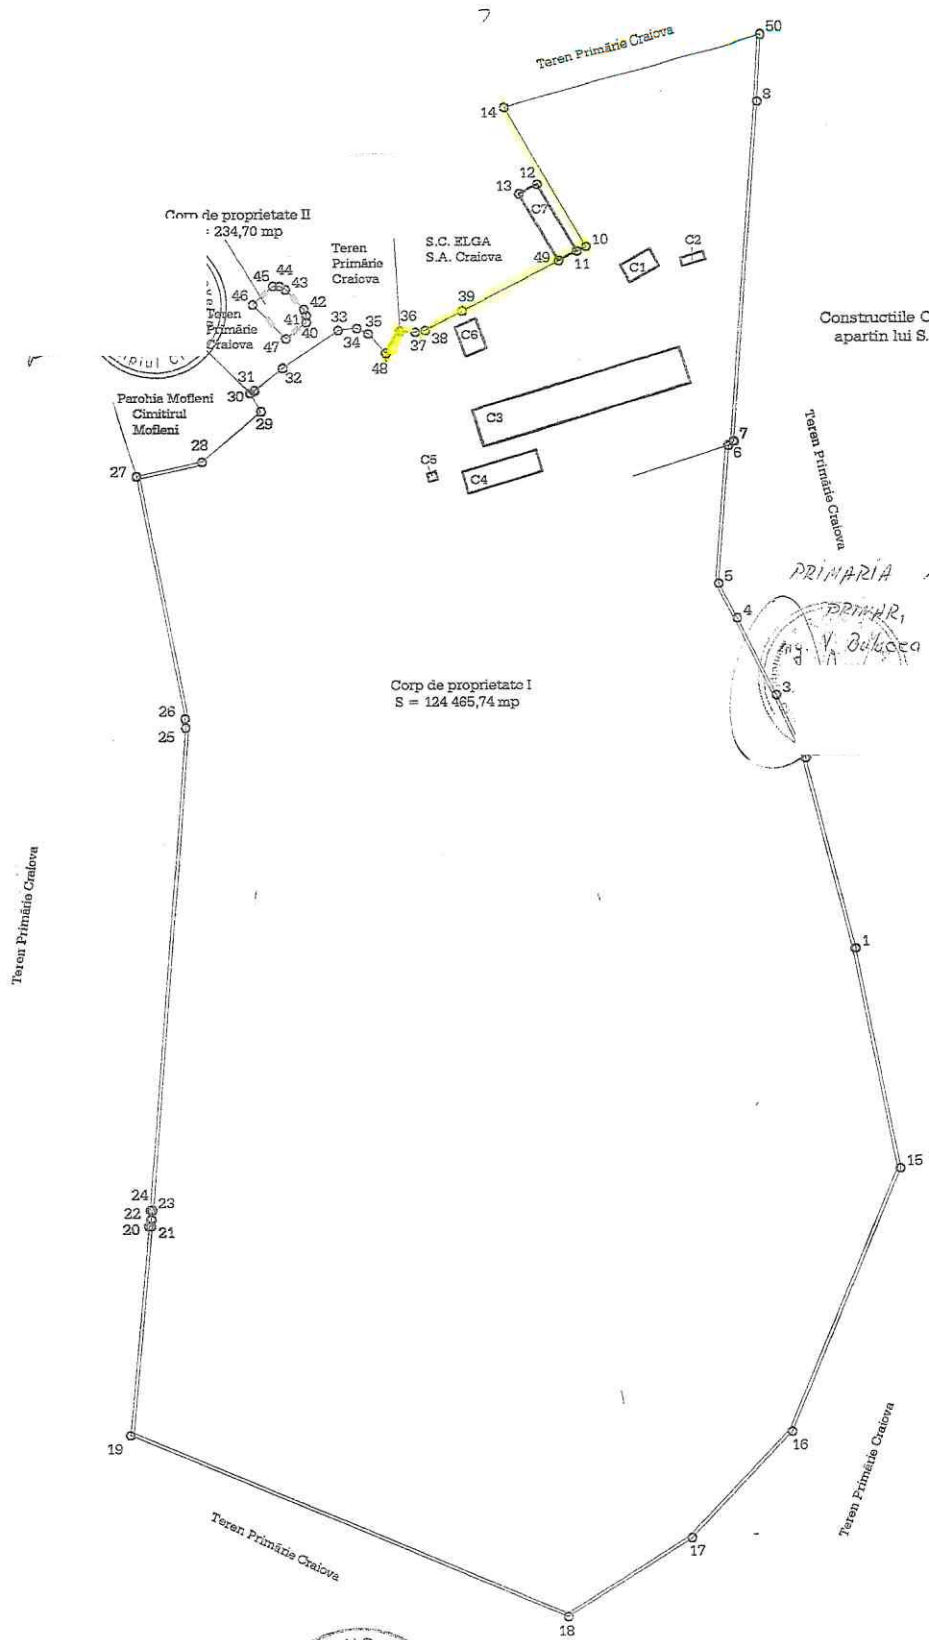 Teren Primărie Craiova
50
8
14
12
13
C7
Corp de proprietate II
: 234,70 mp
Teren
Primărie
Craiova
S.C. ELGA
S.A. Craiova
10
11
49
C1
C2
45
44
43
46
42
41
40
47
Teren
Primărie
Craiova
39
33
34
35
36
37
38
48
C6
Constructiile C
apartin lui S.
31
30
32
29
Parohia Mofleni
Cimitirul
Mofleni
C3
28
27
C5
C4
7
6
Teren Primărie Craiova
5
4
PRIMARIA
PRIMAR,
ing. V. Bulucea
3
Corp de proprietate I
S = 124 465,74 mp
26
25
Teren Primărie Craiova
1
15
24
23
22
20
21
19
16
Teren Primărie Craiova
17
Teren Primărie Craiova
18